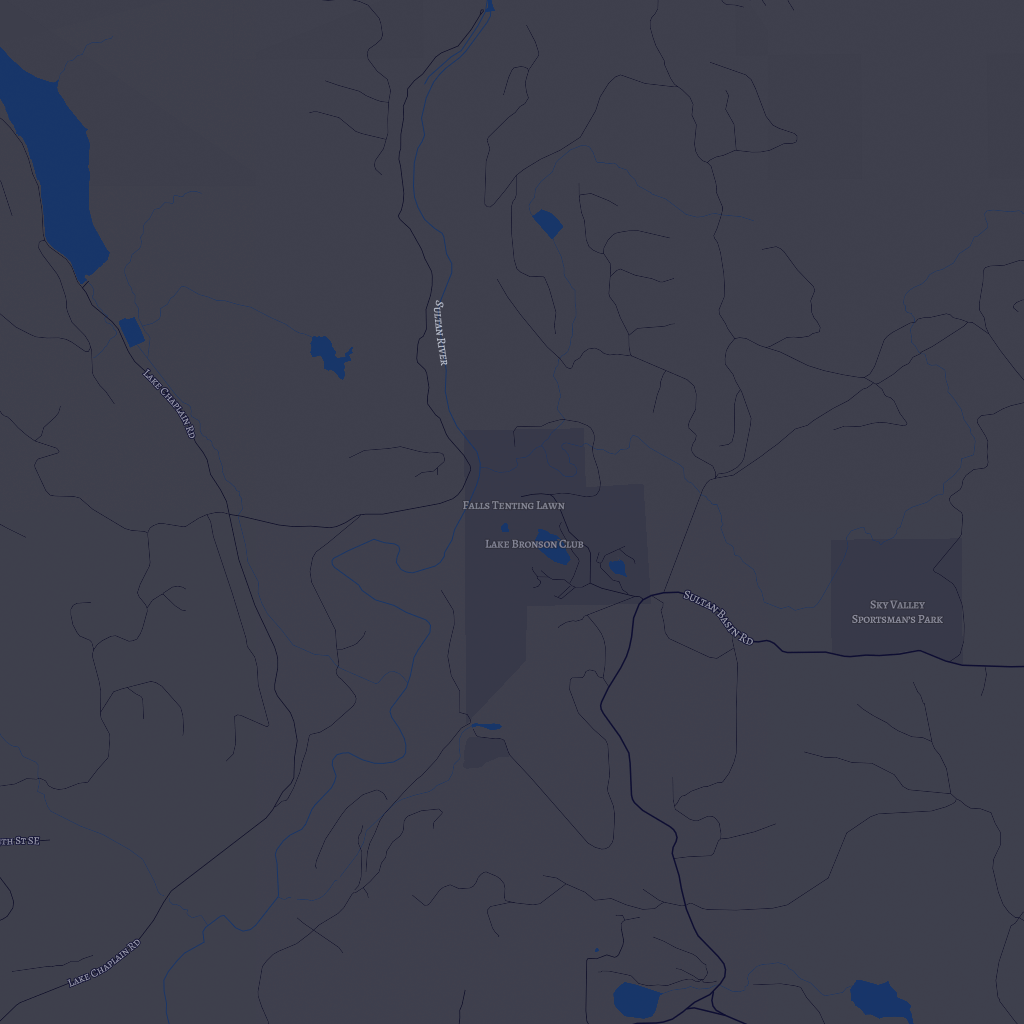 Sultan River
Lake Chaplain Rd
Falls Tenting Lawn
Lake Bronson Club
Sultan Basin Rd
Sky Valley
Sportsman's Park
th St SE
Lake Chaplain Rd